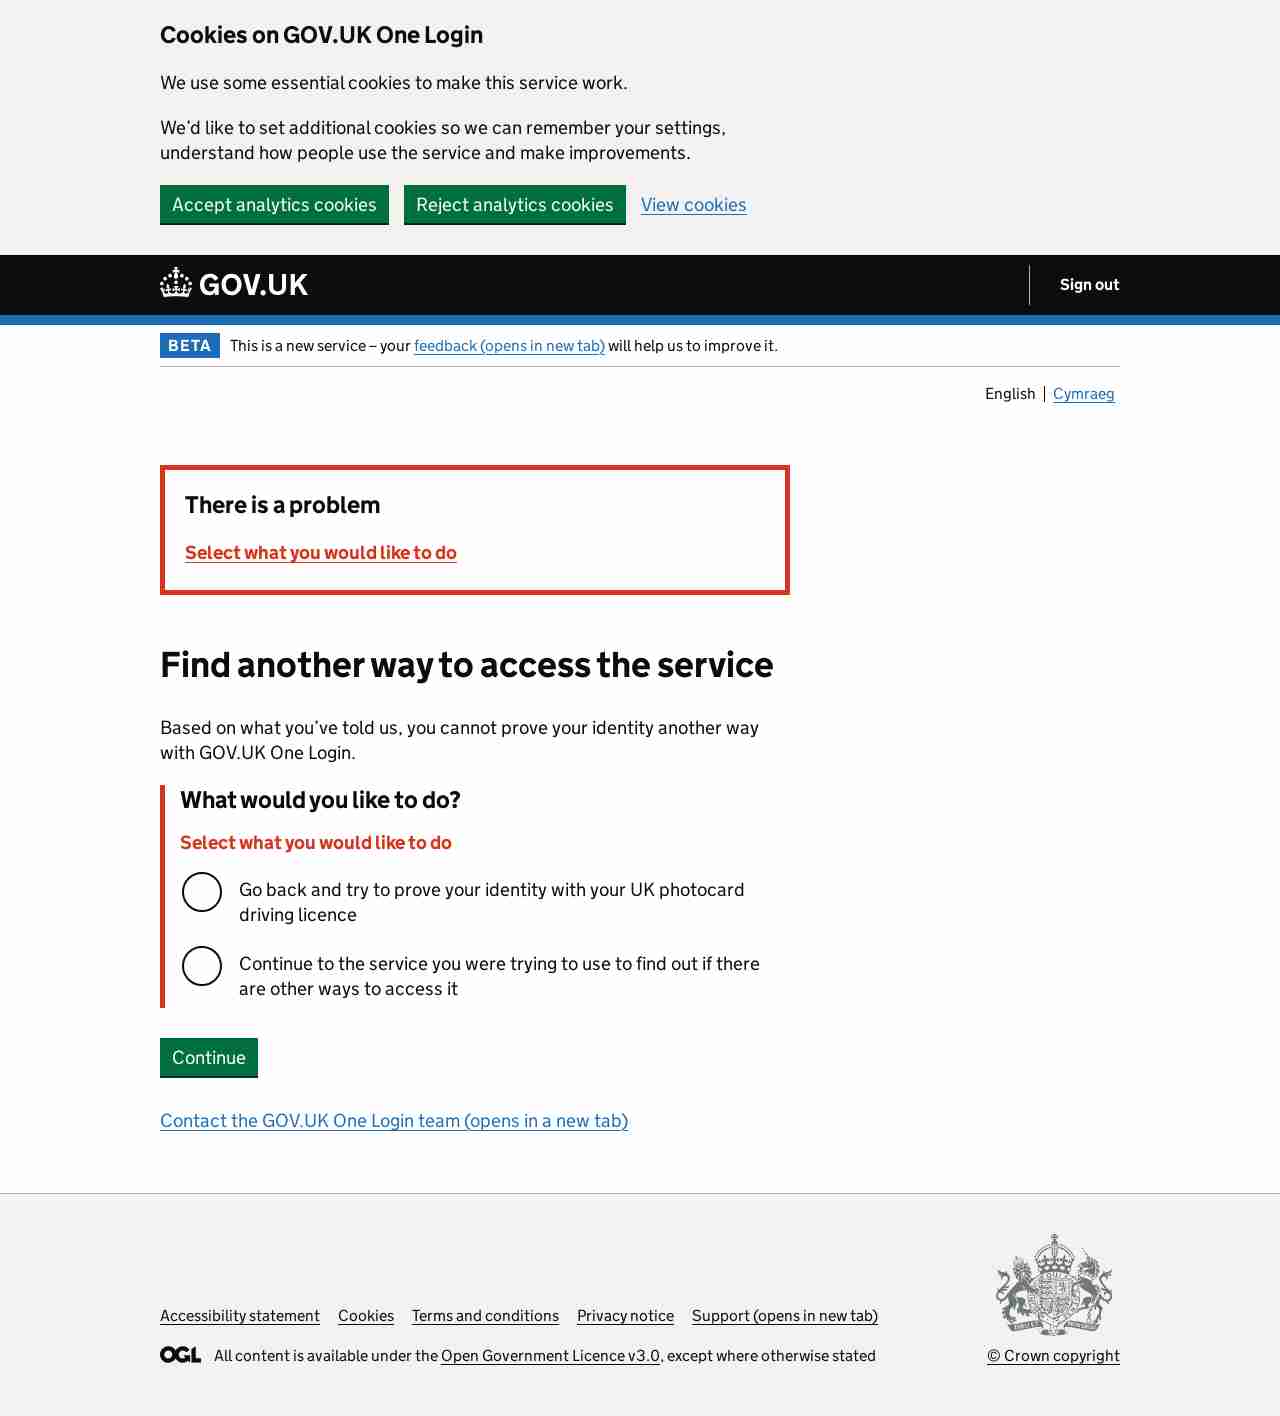 Cookies on GOV.UK One Login
We use some essential cookies to make this service work.
We’d like to set additional cookies so we can remember your settings,
understand how people use the service and make improvements.
Accept analytics cookies Reject analytics cookies View cookies
GOV.UK Sign out
BETA This is a new service – your feedback (opens in new tab) will help us to improve it.
English Cymraeg
There is a problem
Select what you would like to do
Find another way to access the service
Based on what you’ve told us, you cannot prove your identity another way
with GOV.UK One Login.
What would you like to do?
Select what you would like to do
Go back and try to prove your identity with your UK photocard
driving licence
Continue to the service you were trying to use to find out if there
are other ways to access it
Continue
Contact the GOV.UK One Login team (opens in a new tab)
Accessibility statement Cookies Terms and conditions Privacy notice Support (opens in new tab)
OGL All content is available under the Open Government Licence v3.0, except where otherwise stated
© Crown copyright